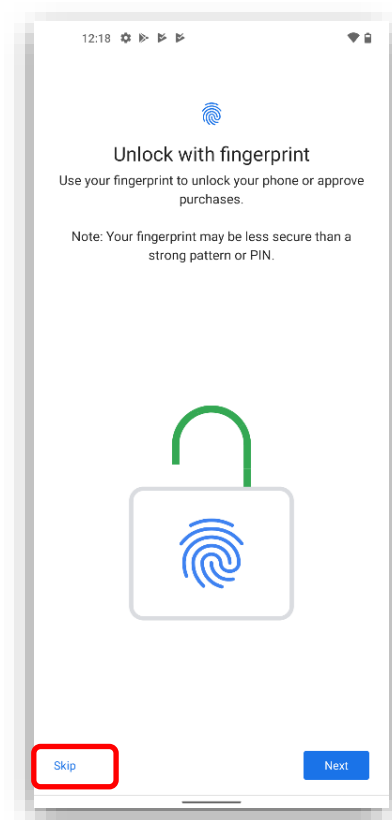 12:18
Unlock with fingerprint
Use your fingerprint to unlock your phone or approve
purchases.
Note: Your fingerprint may be less secure than a
strong pattern or PIN.
Skip
Next